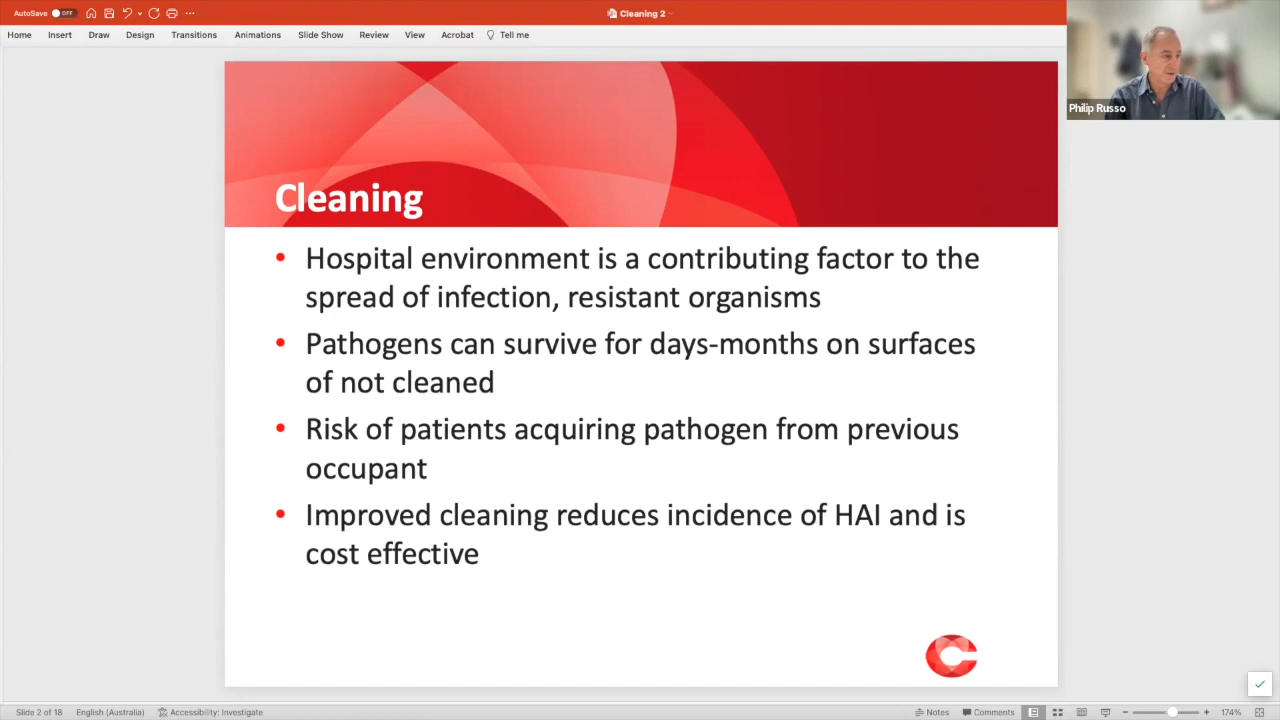 AutoSave OFF
Cleaning 2
Home Insert Draw Design Transitions Animations Slide Show Review View Acrobat Tell me
Philip Russo
Cleaning
• Hospital environment is a contributing factor to the
spread of infection, resistant organisms
• Pathogens can survive for days-months on surfaces
of not cleaned
• Risk of patients acquiring pathogen from previous
occupant
• Improved cleaning reduces incidence of HAI and is
cost effective
Slide 2 of 18 English (Australia) Accessibility: Investigate Notes Comments 174%